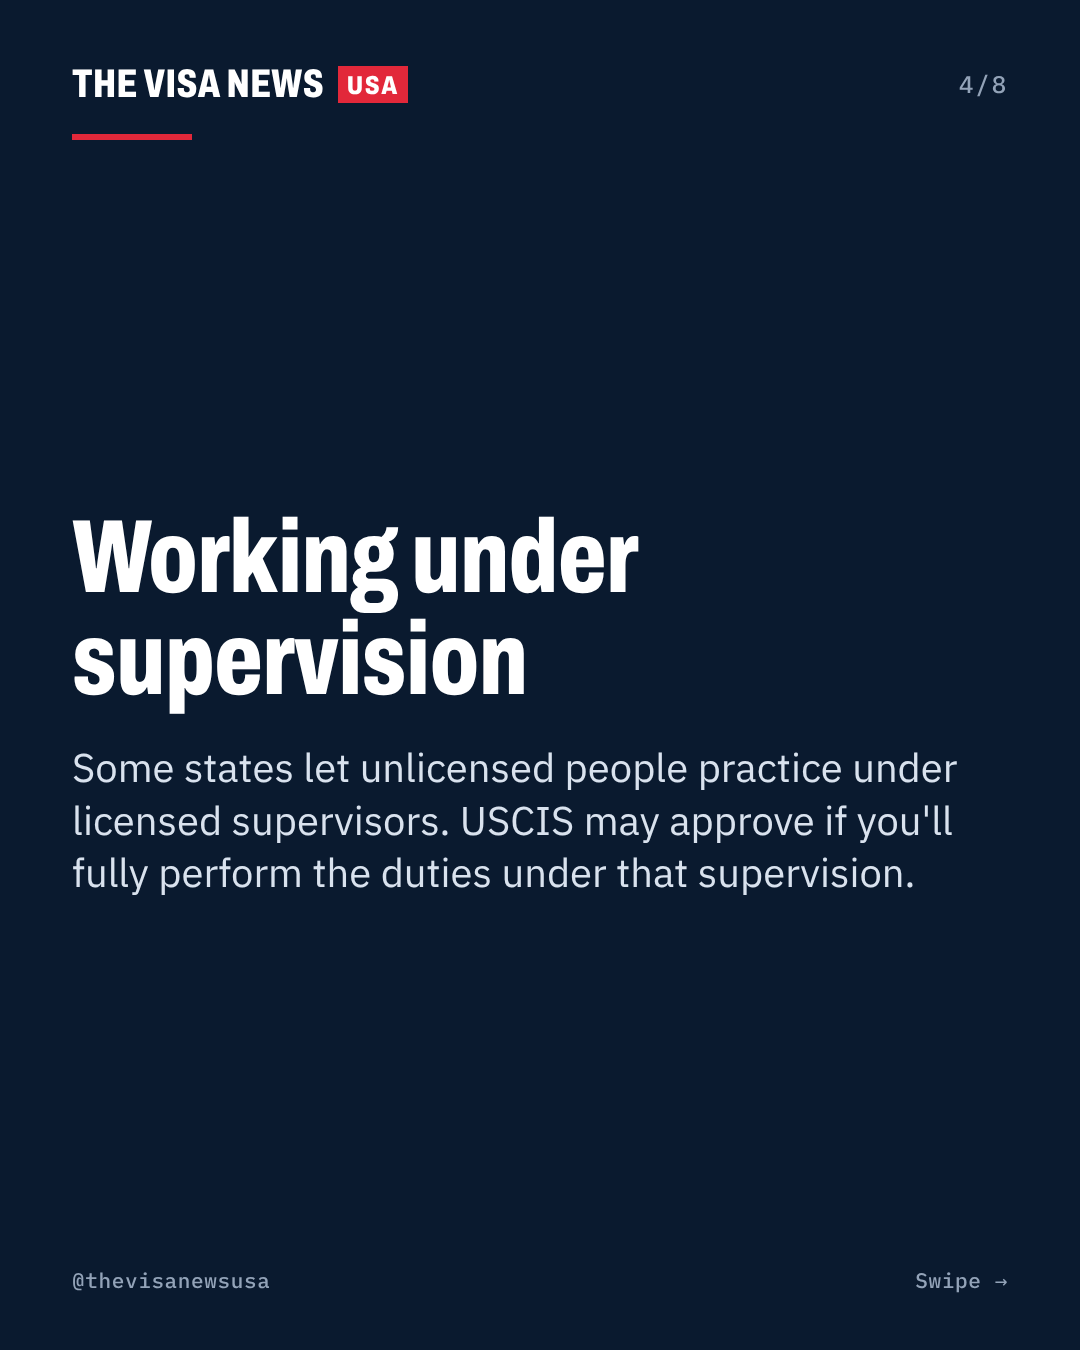 THE VISA NEWS USA
4/8
Working under
supervision
Some states let unlicensed people practice under
licensed supervisors. USCIS may approve if you'll
fully perform the duties under that supervision.
@thevisanewsusa
Swipe →